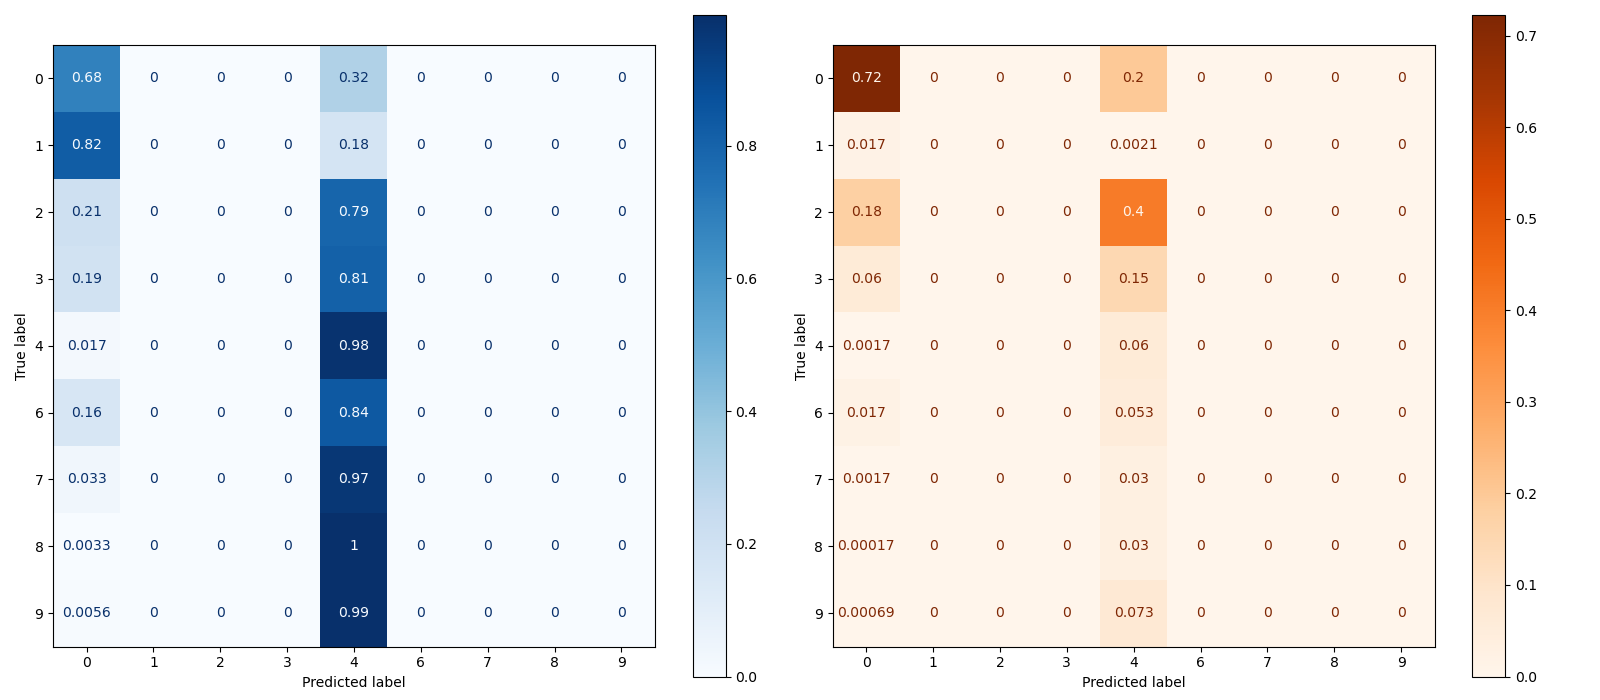 0 0.68 0 0 0 0.32 0 0 0 0
1 0.82 0 0 0 0.18 0 0 0 0
2 0.21 0 0 0 0.79 0 0 0 0
3 0.19 0 0 0 0.81 0 0 0 0
4 0.017 0 0 0 0.98 0 0 0 0
6 0.16 0 0 0 0.84 0 0 0 0
7 0.033 0 0 0 0.97 0 0 0 0
8 0.0033 0 0 0 1 0 0 0 0
9 0.0056 0 0 0 0.99 0 0 0 0
0 1 2 3 4 6 7 8 9
Predicted label
True label
0.8
0.6
0.4
0.2
0.0
0 0.72 0 0 0 0.2 0 0 0 0
1 0.017 0 0 0 0.0021 0 0 0 0
2 0.18 0 0 0 0.4 0 0 0 0
3 0.06 0 0 0 0.15 0 0 0 0
4 0.0017 0 0 0 0.06 0 0 0 0
6 0.017 0 0 0 0.053 0 0 0 0
7 0.0017 0 0 0 0.03 0 0 0 0
8 0.00017 0 0 0 0.03 0 0 0 0
9 0.00069 0 0 0 0.073 0 0 0 0
0 1 2 3 4 6 7 8 9
Predicted label
True label
0.7
0.6
0.5
0.4
0.3
0.2
0.1
0.0